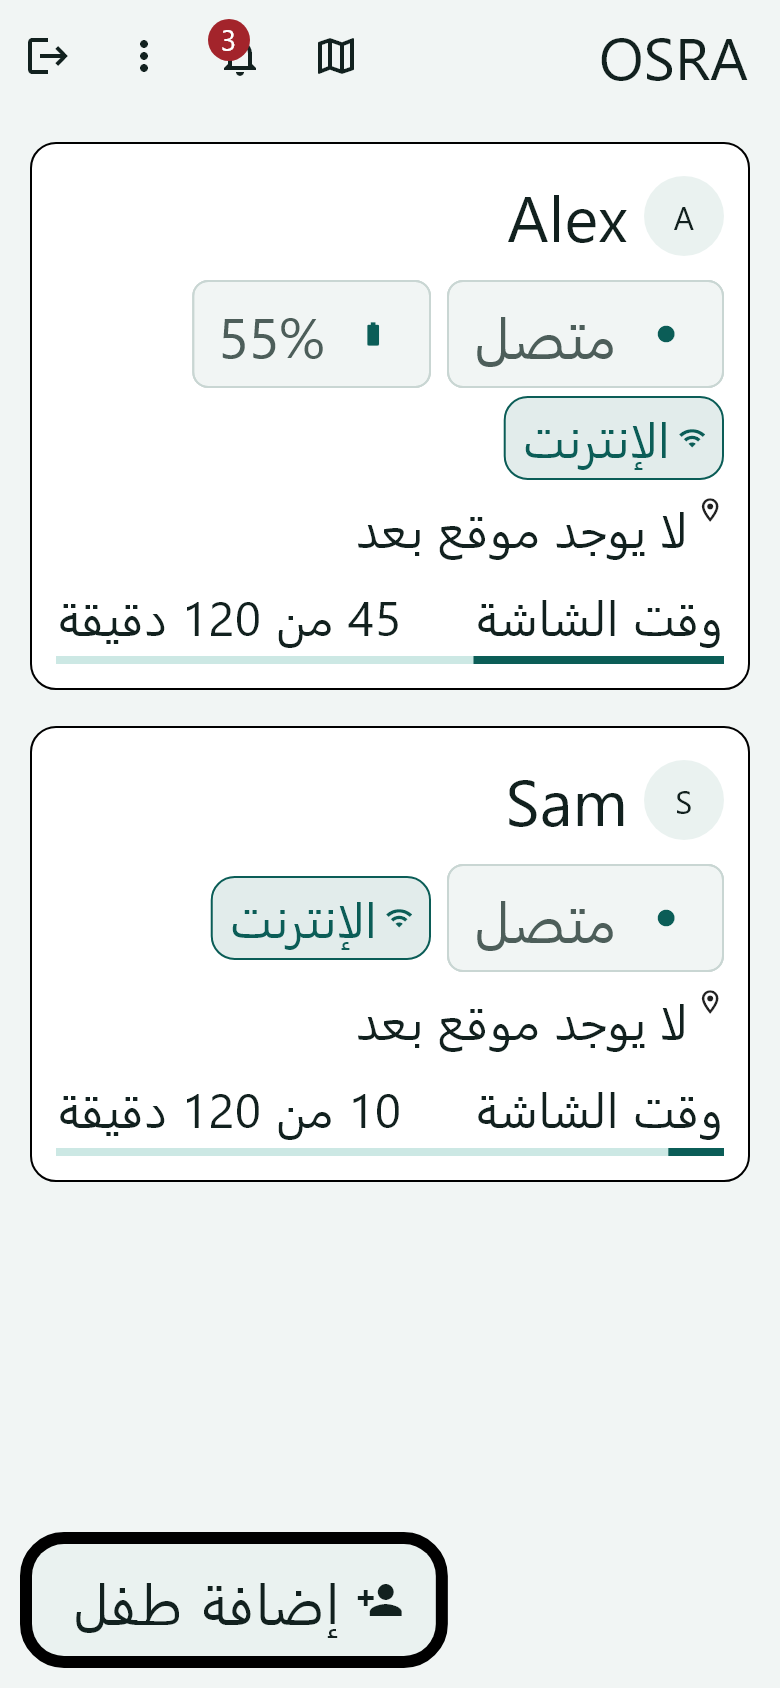 OSRA
3
A Alex
متصل 55%
الإنترنت
لا يوجد موقع بعد
وقت الشاشة 45 من 120 دقيقة
S Sam
متصل الإنترنت
لا يوجد موقع بعد
وقت الشاشة 10 من 120 دقيقة
إضافة طفل